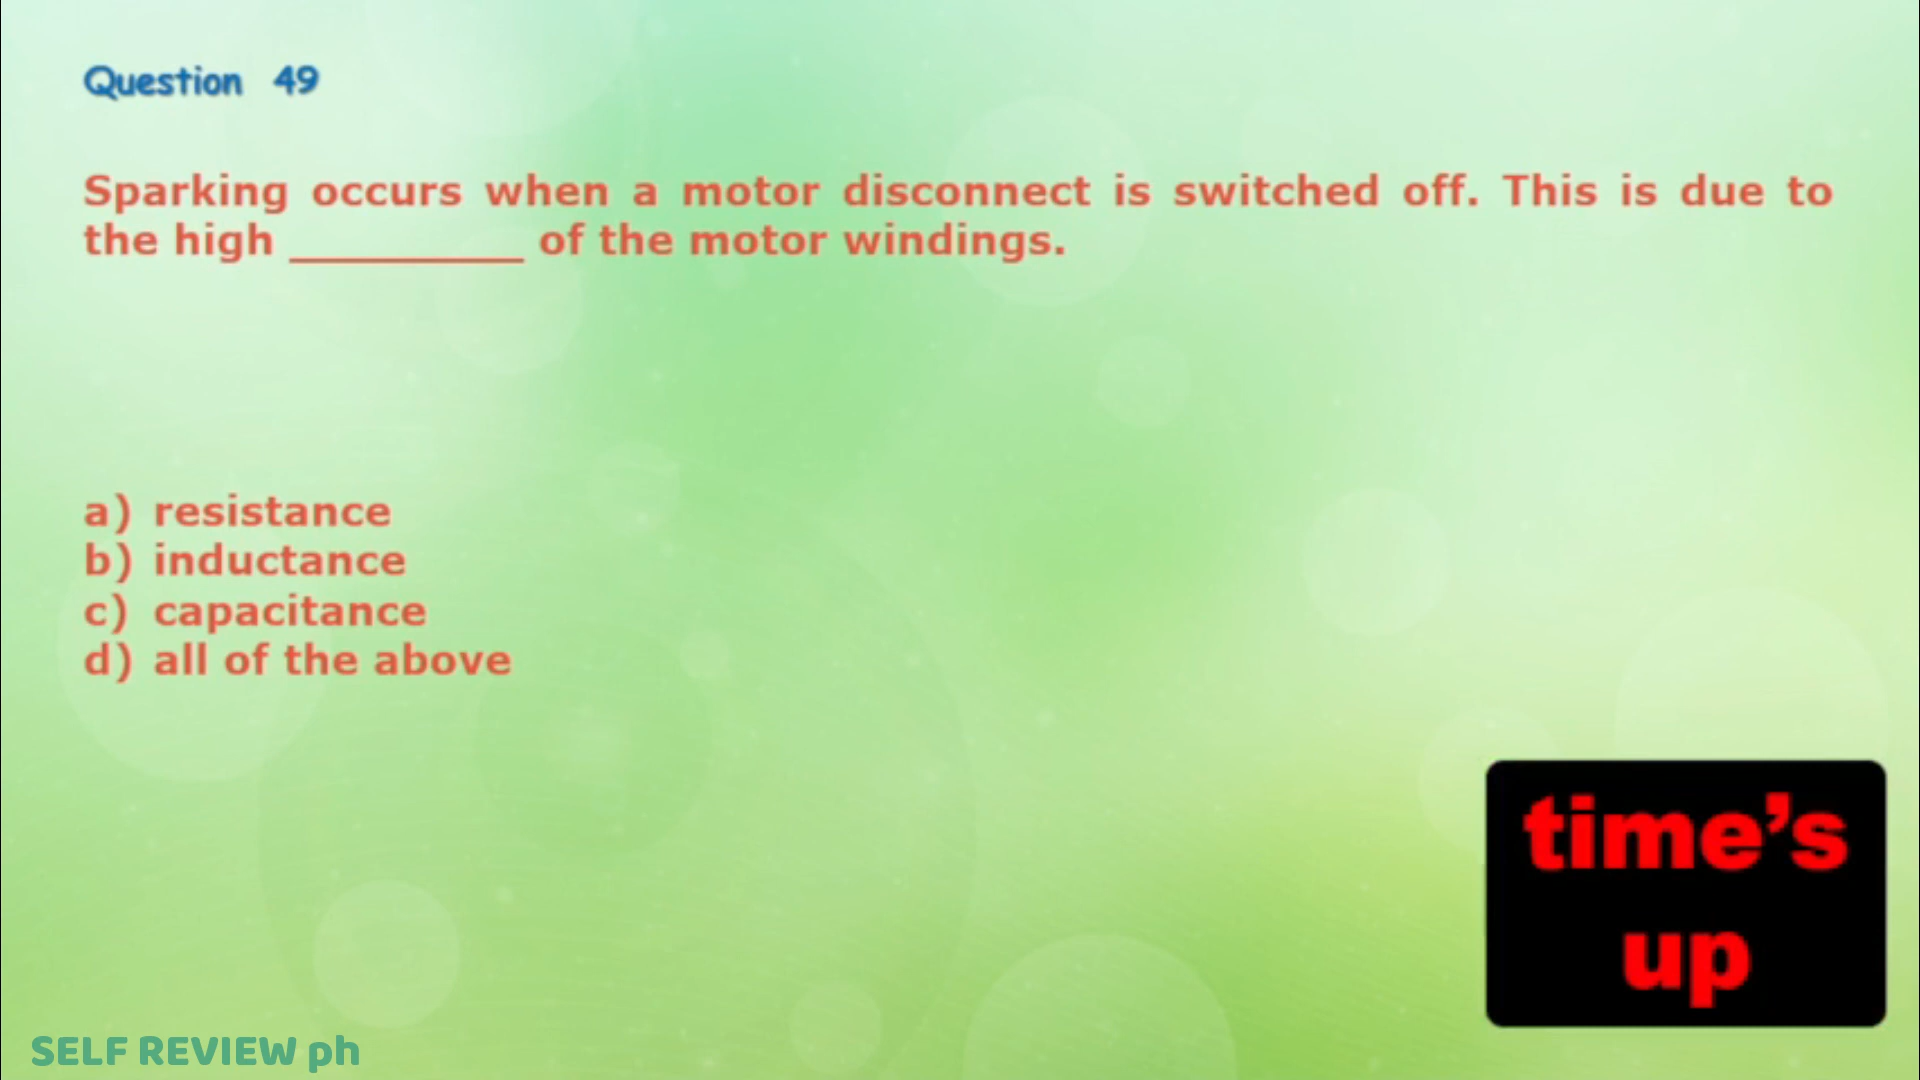 Question 49
Sparking occurs when a motor disconnect is switched off. This is due to
the high _________ of the motor windings.
a) resistance
b) inductance
c) capacitance
d) all of the above
time's
up
SELF REVIEW ph